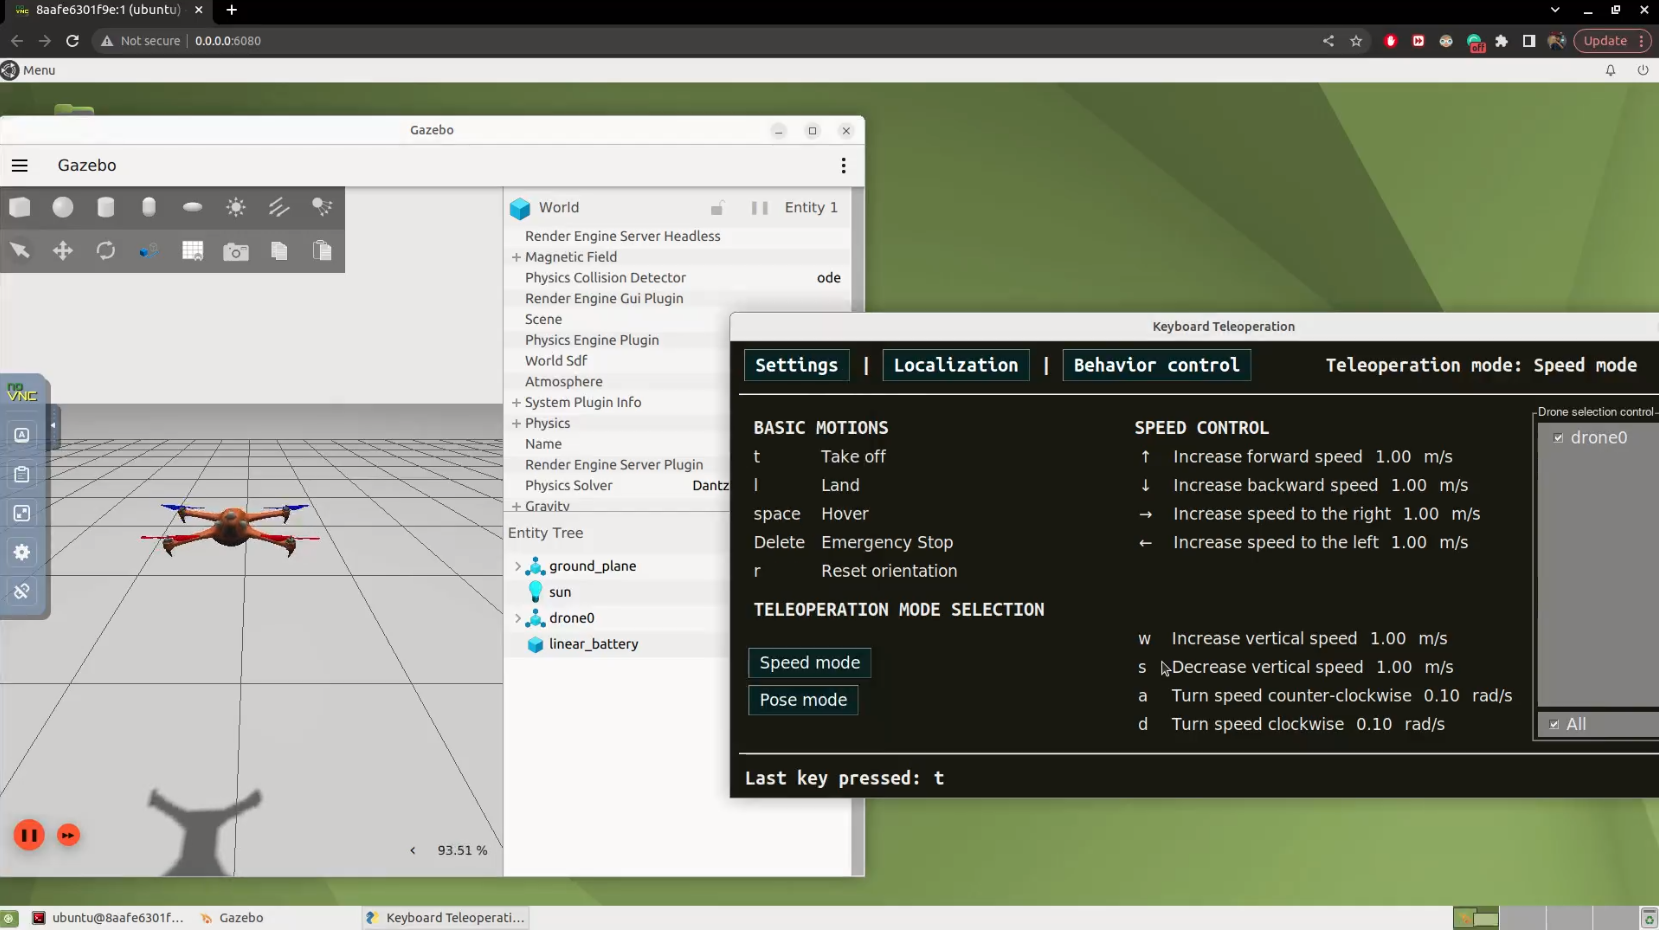 8aafe6301f9e:1 (ubuntu)
Not secure 0.0.0.0:6080
off
Update
Menu
Gazebo
Gazebo
World
Entity 1
Render Engine Server Headless
Magnetic Field
Physics Collision Detector ode
Render Engine Gui Plugin
Scene
Physics Engine Plugin
World Sdf
Atmosphere
System Plugin Info
Physics
Name
Render Engine Server Plugin
Physics Solver Dantz
Gravity
Entity Tree
ground_plane
sun
drone0
linear_battery
93.51 %
no
VNC
A
Keyboard Teleoperation
Settings | Localization | Behavior control
Teleoperation mode: Speed mode
BASIC MOTIONS
t Take off
l Land
space Hover
Delete Emergency Stop
r Reset orientation
TELEOPERATION MODE SELECTION
Speed mode
Pose mode
SPEED CONTROL
↑ Increase forward speed 1.00 m/s
↓ Increase backward speed 1.00 m/s
→ Increase speed to the right 1.00 m/s
← Increase speed to the left 1.00 m/s
w Increase vertical speed 1.00 m/s
s Decrease vertical speed 1.00 m/s
a Turn speed counter-clockwise 0.10 rad/s
d Turn speed clockwise 0.10 rad/s
Drone selection control
drone0
All
Last key pressed: t
ubuntu@8aafe6301f...
Gazebo
Keyboard Teleoperati...